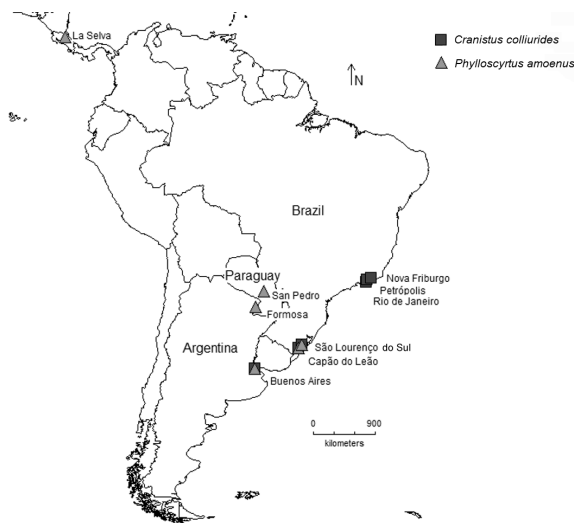 La Selva
Cranistus colliurides
Phylloscyrtus amoenus
N
Brazil
Paraguay
San Pedro
Formosa
Nova Friburgo
Petrópolis
Rio de Janeiro
Argentina
São Lourenço do Sul
Capão do Leão
Buenos Aires
0 900
kilometers